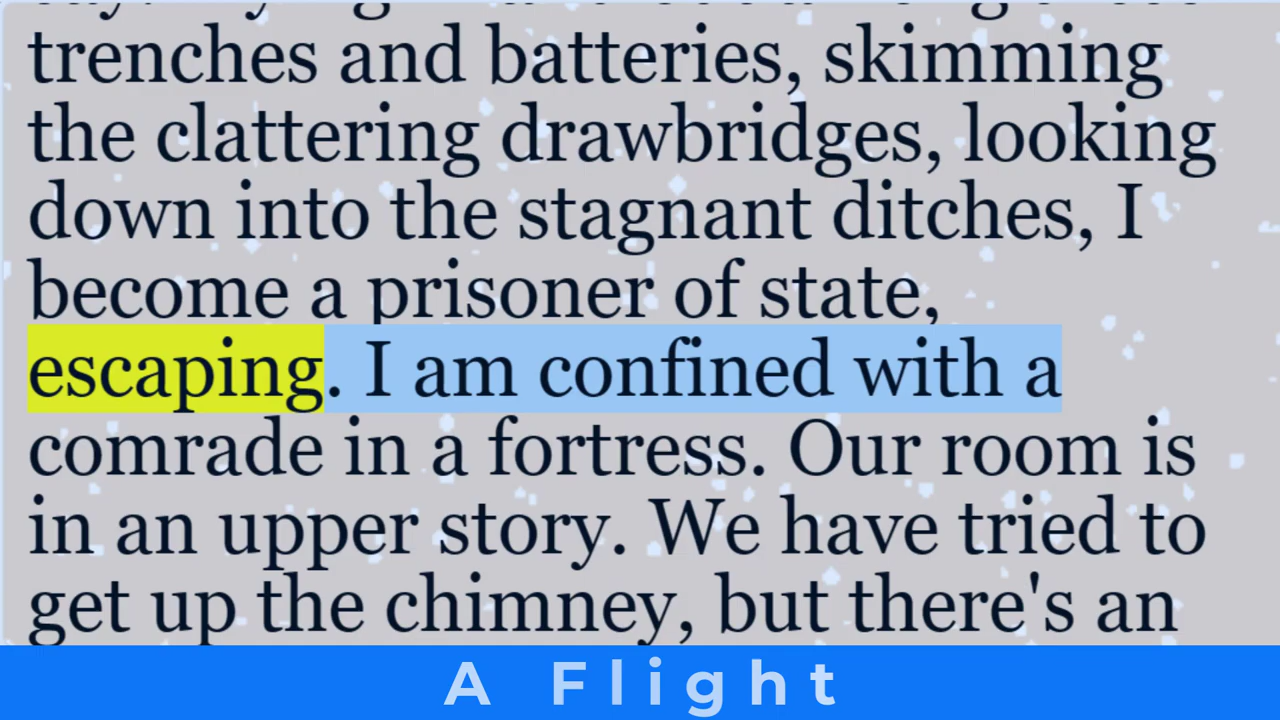 trenches and batteries, skimming
the clattering drawbridges, looking
down into the stagnant ditches, I
become a prisoner of state,
escaping. I am confined with a
comrade in a fortress. Our room is
in an upper story. We have tried to
get up the chimney, but there's an
A Flight